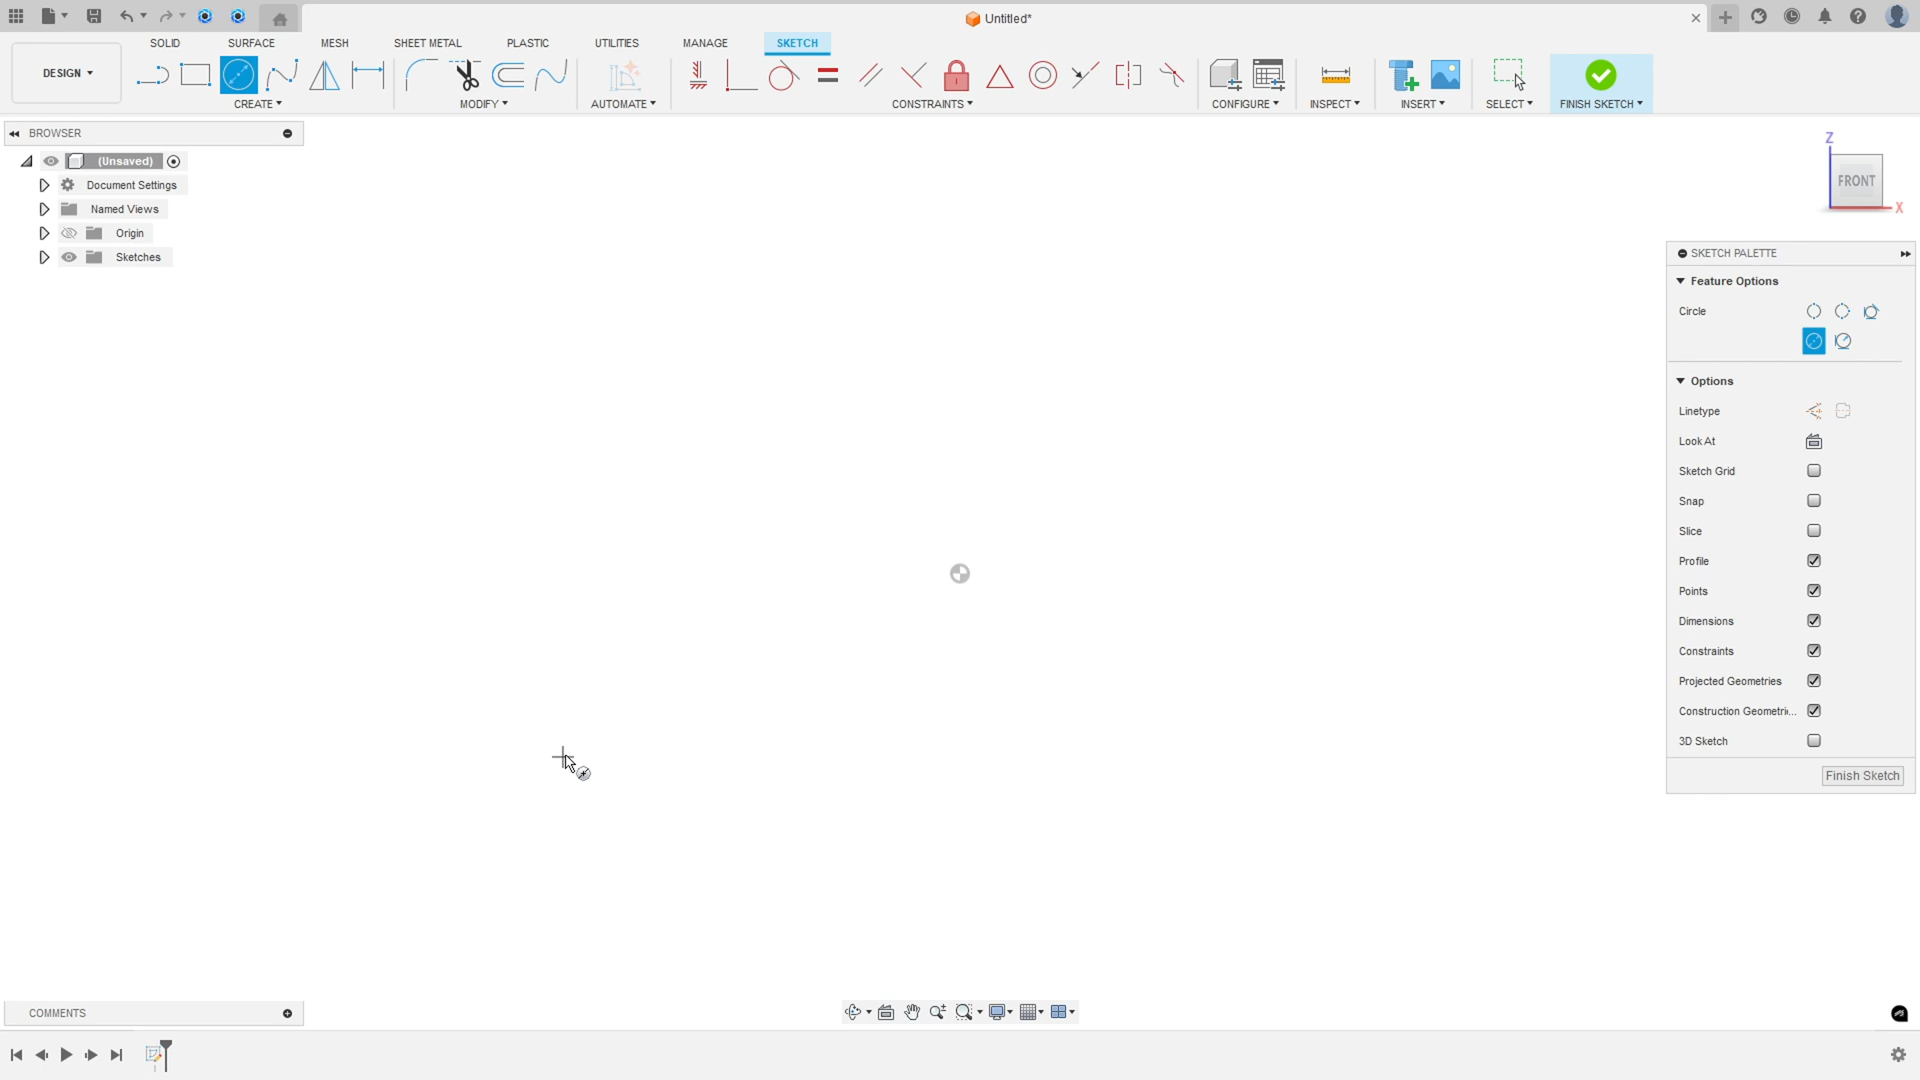 Untitled*
SOLID SURFACE MESH SHEET METAL PLASTIC UTILITIES MANAGE SKETCH
DESIGN
CREATE MODIFY AUTOMATE CONSTRAINTS CONFIGURE INSPECT INSERT SELECT FINISH SKETCH
BROWSER
(Unsaved)
Document Settings
Named Views
Origin
Sketches
Z
FRONT
X
SKETCH PALETTE
Feature Options
Circle
Options
Linetype
Look At
Sketch Grid
Snap
Slice
Profile
Points
Dimensions
Constraints
Projected Geometries
Construction Geometri...
3D Sketch
Finish Sketch
COMMENTS